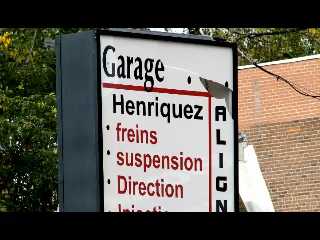 Garage
Henriquez
• freins
• suspension
• Direction
ALIGN